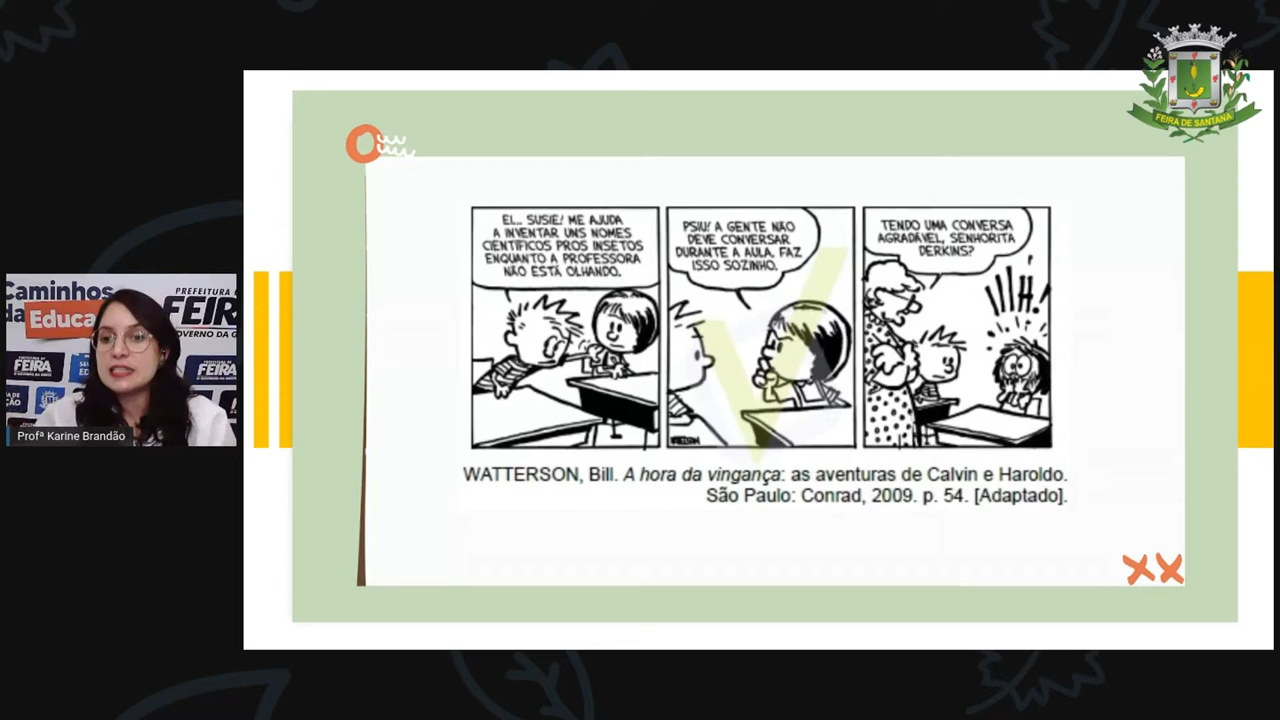 FEIRA DE SANTANA
EI... SUSIE! ME AJUDA
A INVENTAR UNS NOMES
CIENTÍFICOS PROS INSETOS
ENQUANTO A PROFESSORA
NÃO ESTÁ OLHANDO.
PSIU! A GENTE NÃO
DEVE CONVERSAR
DURANTE A AULA. FAZ
ISSO SOZINHO.
TENDO UMA CONVERSA
AGRADÁVEL, SENHORITA
DERKINS?
WATTERSON, Bill. A hora da vingança: as aventuras de Calvin e Haroldo.
São Paulo: Conrad, 2009. p. 54. [Adaptado].
Caminhos
da
Educa
PREFEITURA DE
FEIR
GOVERNO DA
FEIRA
FEIRA
Profª Karine Brandão